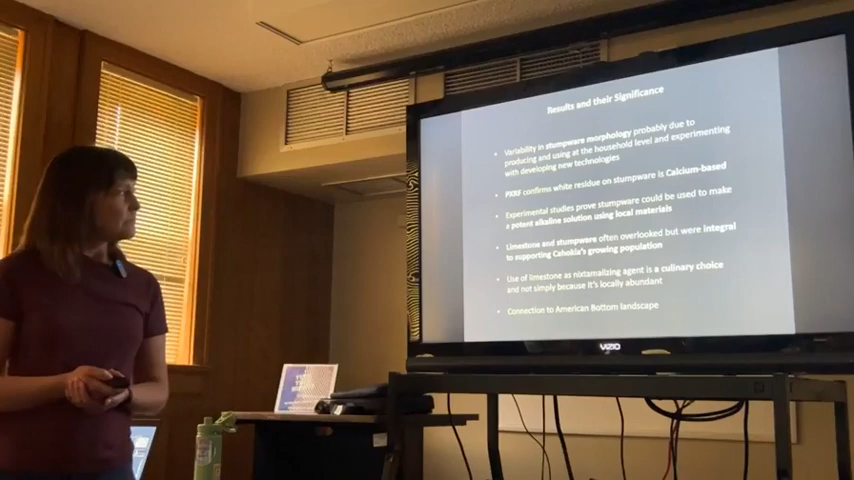 Results and their Significance
• Variability in stumpware morphology probably due to
producing and using at the household level and experimenting
with developing new technologies
• PXRF confirms white residue on stumpware is Calcium-based
• Experimental studies prove stumpware could be used to make
a potent alkaline solution using local materials
• Limestone and stumpware often overlooked but were integral
to supporting Cahokia's growing population
• Use of limestone as nixtamalizing agent is a culinary choice
and not simply because it's locally abundant
• Connection to American Bottom landscape
VIZIO